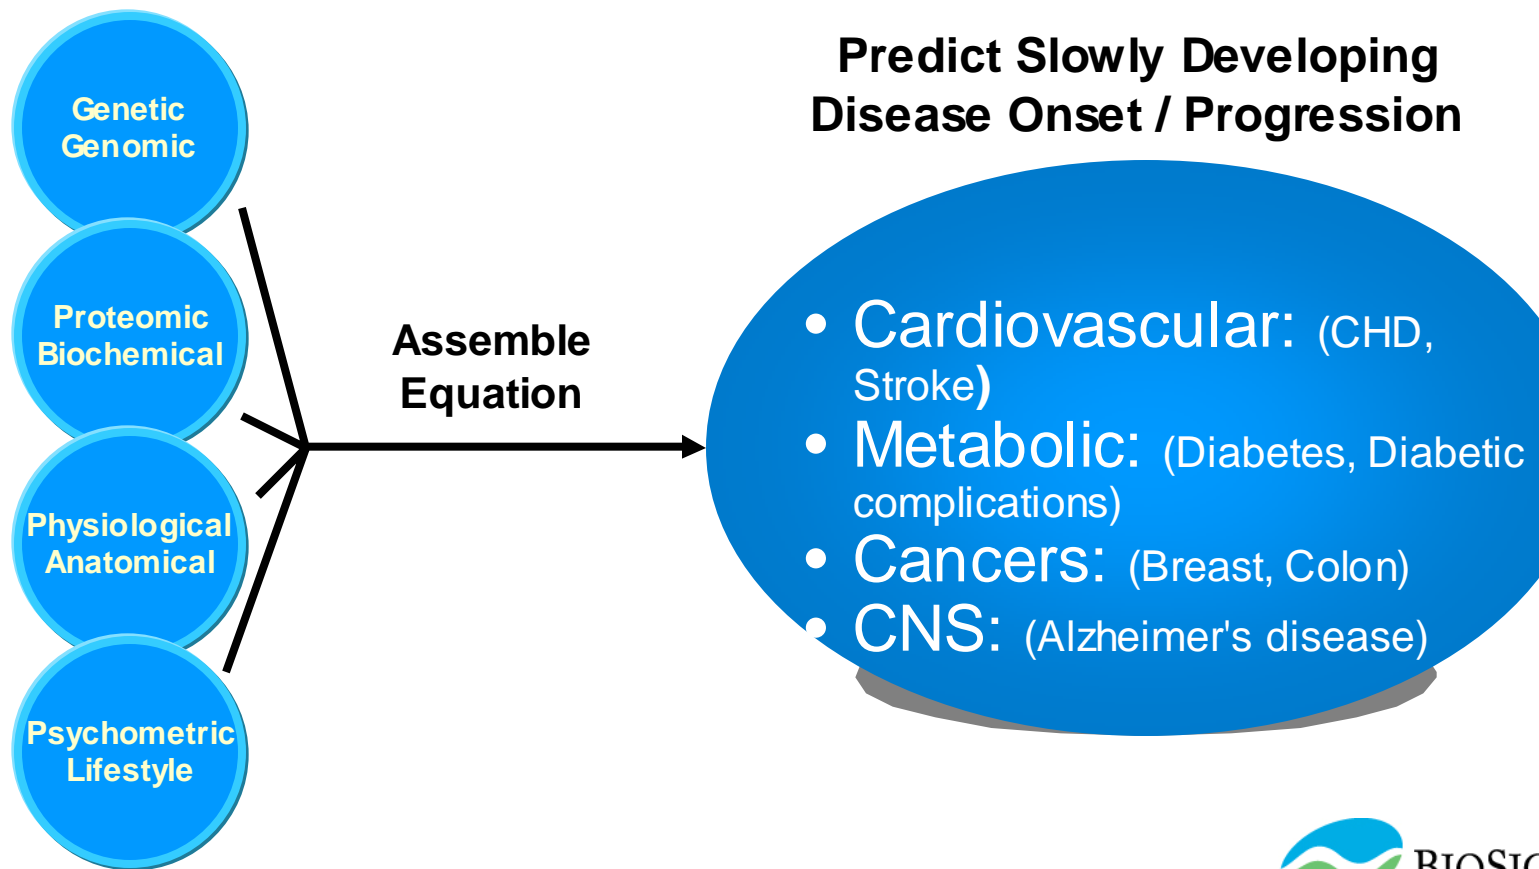 Genetic
Genomic
Proteomic
Biochemical
Physiological
Anatomical
Psychometric
Lifestyle
Assemble
Equation
Predict Slowly Developing
Disease Onset / Progression
• Cardiovascular: (CHD,
Stroke)
• Metabolic: (Diabetes, Diabetic
complications)
• Cancers: (Breast, Colon)
• CNS: (Alzheimer's disease)